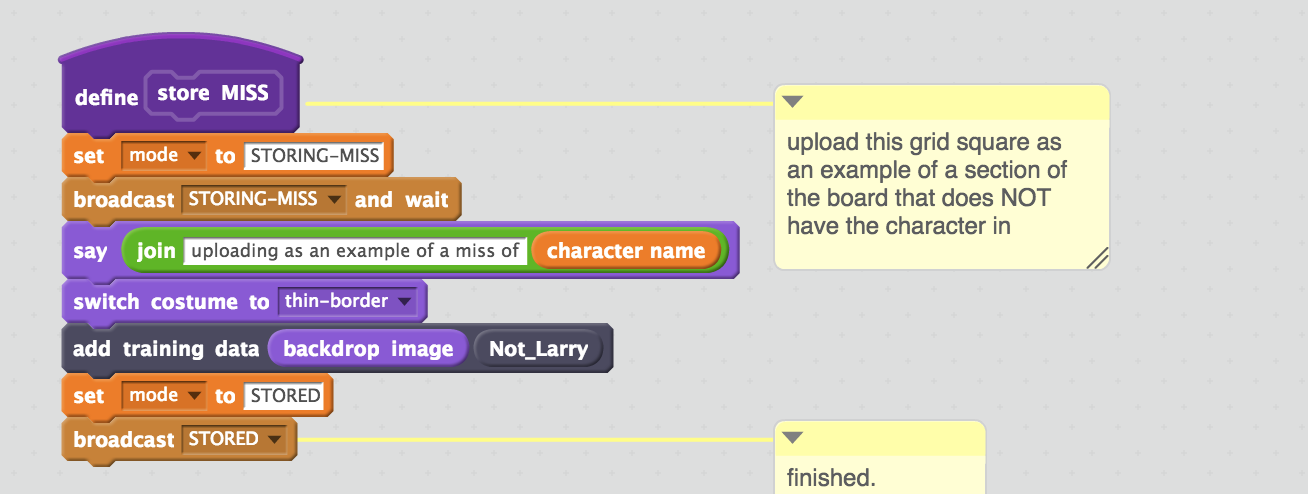 define store MISS
set mode to STORING-MISS
broadcast STORING-MISS and wait
say join uploading as an example of a miss of character name
switch costume to thin-border
add training data backdrop image Not_Larry
set mode to STORED
broadcast STORED
upload this grid square as
an example of a section of
the board that does NOT
have the character in
finished.